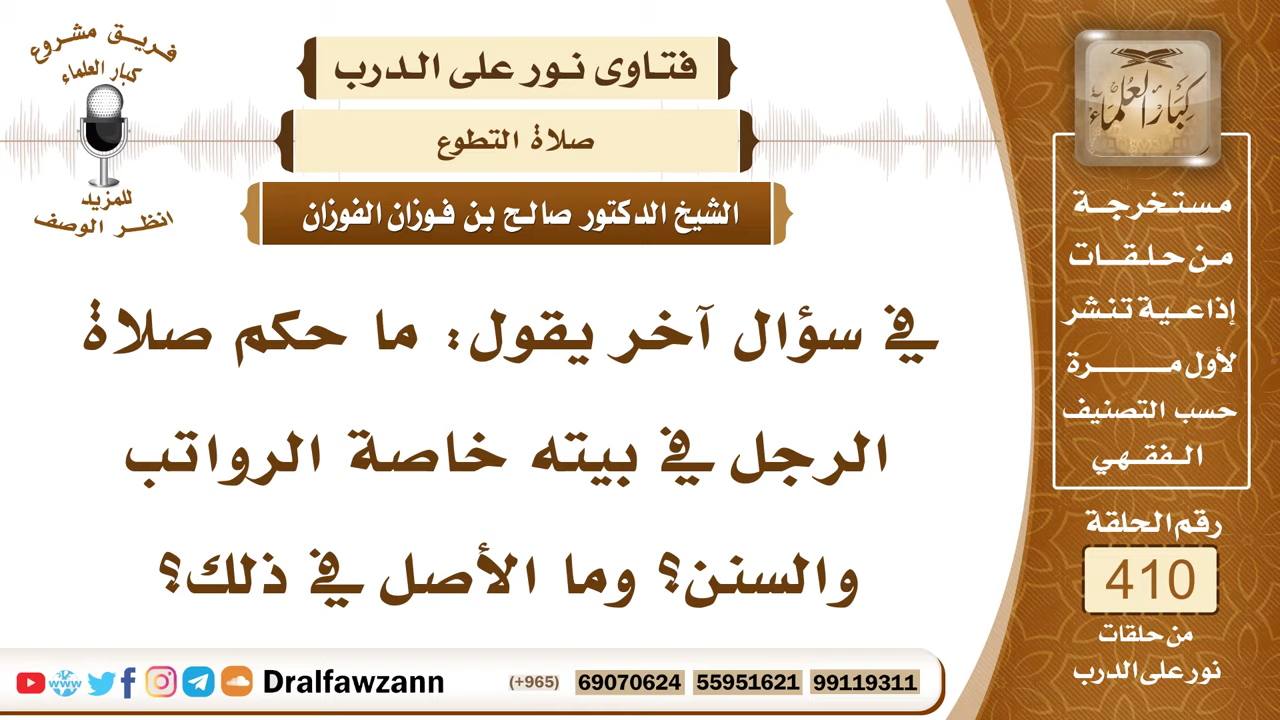 فريق مشروع
كبار العلماء
للمزيد
انظر الوصف
فتاوى نور على الدرب
صلاة التطوع
الشيخ الدكتور صالح بن فوزان الفوزان
في سؤال آخر يقول: ما حكم صلاة
الرجل في بيته خاصة الرواتب
والسنن؟ وما الأصل في ذلك؟
كبار العلماء
مستخرجة
من حلقات
إذاعية تنشر
لأول مرة
حسب التصنيف
الفقهي
رقم الحلقة
410
من حلقات
نور على الدرب
www Dralfawzann (+965) 69070624 55951621 99119311